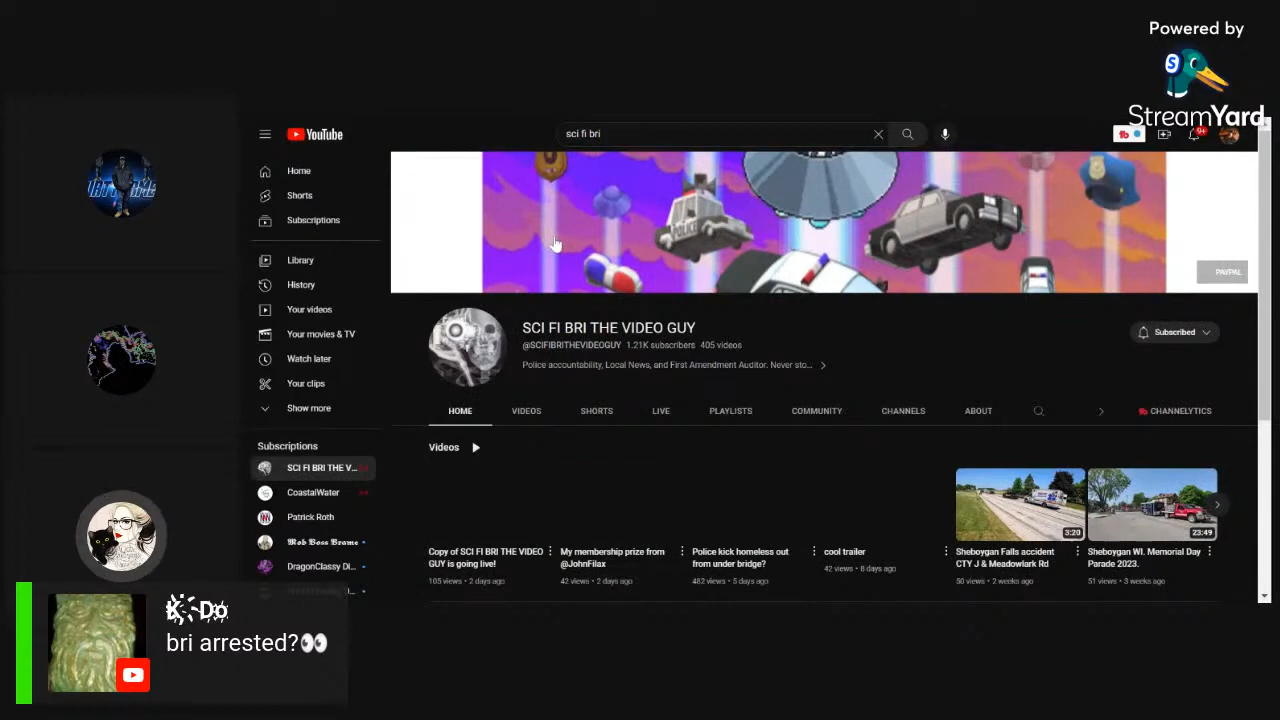 Powered by
StreamYard
YouTube
sci fi bri
9+
Home
Shorts
Subscriptions
Library
History
Your videos
Your movies & TV
Watch later
Your clips
Show more
Subscriptions
SCI FI BRI THE V...
CoastalWater
Patrick Roth
𝕸𝖔𝖇 𝕭𝖔𝖘𝖘 𝕭𝖗𝖆𝖒𝖊
DragonClassy Di...
POLICE
PAYPAL
SCI FI BRI THE VIDEO GUY
@SCIFIBRITHEVIDEOGUY 1.21K subscribers 405 videos
Police accountability, Local News, and First Amendment Auditor. Never sto...
Subscribed
HOME VIDEOS SHORTS LIVE PLAYLISTS COMMUNITY CHANNELS ABOUT CHANNELYTICS
Videos
3:20
23:49
Copy of SCI FI BRI THE VIDEO
GUY is going live!
105 views • 2 days ago
My membership prize from
@JohnFilax
42 views • 2 days ago
Police kick homeless out
from under bridge?
482 views • 5 days ago
cool trailer
42 views • 8 days ago
Sheboygan Falls accident
CTY J & Meadowlark Rd
50 views • 2 weeks ago
Sheboygan WI. Memorial Day
Parade 2023.
51 views • 3 weeks ago
K Do
bri arrested?👀